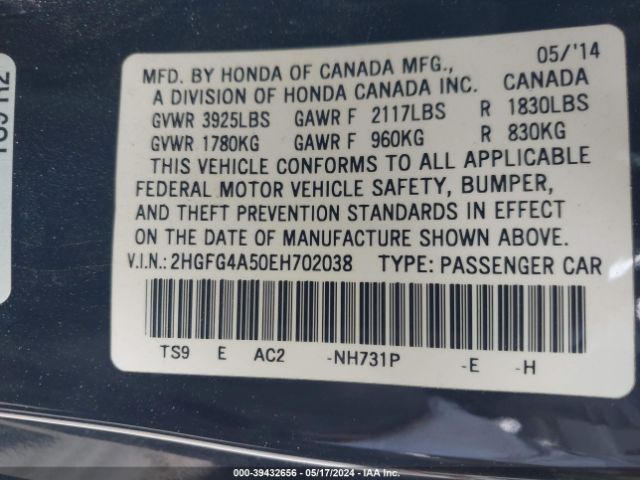 MFD. BY HONDA OF CANADA MFG., 05/'14
A DIVISION OF HONDA CANADA INC. CANADA
GVWR 3925LBS GAWR F 2117LBS R 1830LBS
GVWR 1780KG GAWR F 960KG R 830KG
THIS VEHICLE CONFORMS TO ALL APPLICABLE
FEDERAL MOTOR VEHICLE SAFETY, BUMPER,
AND THEFT PREVENTION STANDARDS IN EFFECT
ON THE DATE OF MANUFACTURE SHOWN ABOVE.
V.I.N.: 2HGFG4A50EH702038 TYPE: PASSENGER CAR
TS9 E AC2 -NH731P -E -H
000-39432656 - 05/17/2024 - IAA Inc.